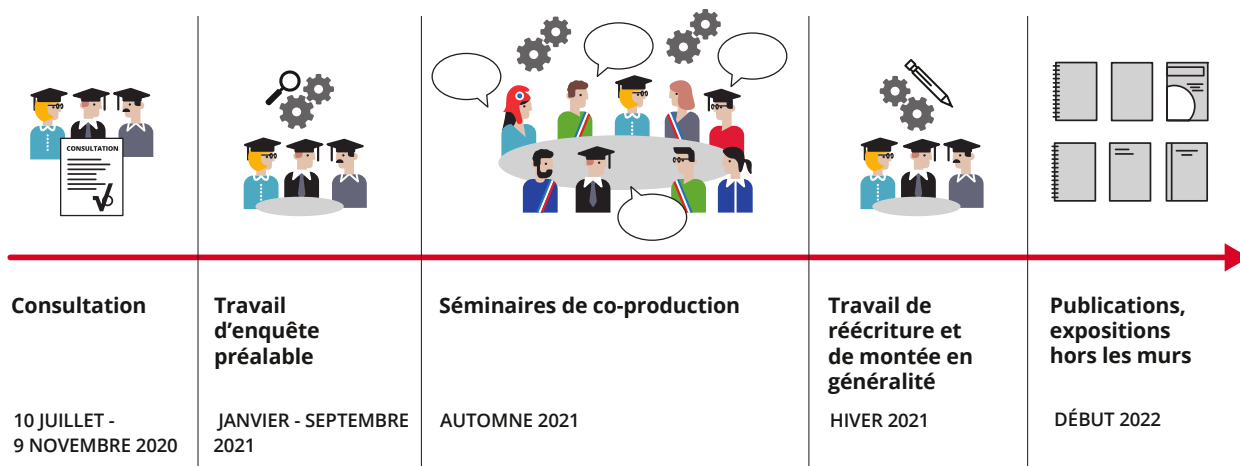 CONSULTATION
Consultation
10 JUILLET -
9 NOVEMBRE 2020
Travail
d’enquête
préalable
JANVIER - SEPTEMBRE
2021
Séminaires de co-production
AUTOMNE 2021
Travail de
réécriture et
de montée en
généralité
HIVER 2021
Publications,
expositions
hors les murs
DÉBUT 2022